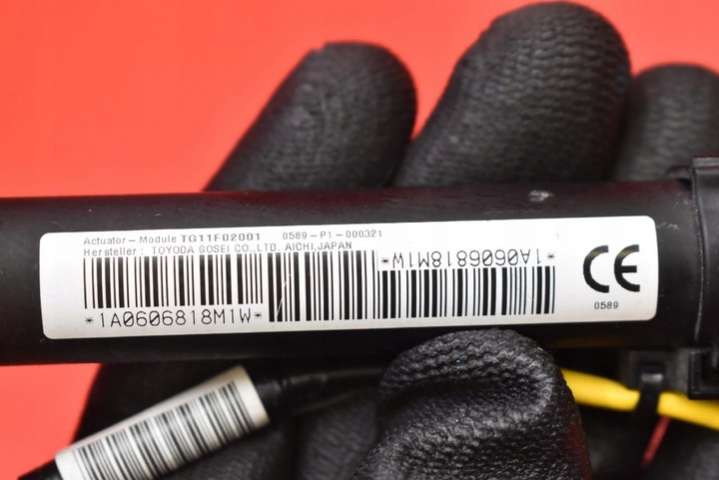 Actuator-Module TG11F02001 0589-P1-000321
Hersteller: TOYODA GOSEI CO.,LTD. AICHI,JAPAN
*1A0606818M1W*
*1A0606818M1W*
CE
0589